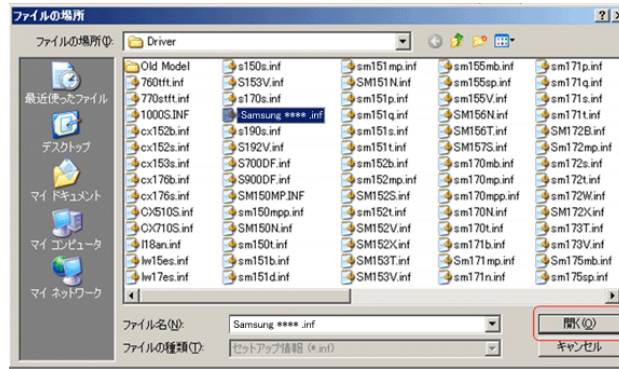 ファイルの場所
ファイルの場所(I):
Driver
最近使ったファイル
デスクトップ
マイ ドキュメント
マイ コンピュータ
マイ ネットワーク
Old Model
760tft.inf
770stft.inf
1000S.INF
cx152b.inf
cx152s.inf
cx153s.inf
cx176b.inf
cx176s.inf
CX510S.inf
CX710S.inf
l18an.inf
lw15es.inf
lw17es.inf
s150s.inf
S153V.inf
s170s.inf
Samsung **** .inf
s190s.inf
S192V.inf
S700DF.inf
S900DF.inf
SM150MP.INF
sm150mpp.inf
SM150N.inf
sm150t.inf
sm151b.inf
sm151d.inf
sm151mp.inf
SM151N.inf
sm151p.inf
sm151q.inf
sm151s.inf
sm151t.inf
sm152b.inf
sm152mp.inf
SM152S.inf
sm152t.inf
SM152V.inf
SM152X.inf
SM153T.inf
SM153V.inf
sm155mb.inf
sm155sp.inf
sm155V.inf
SM156N.inf
SM156T.inf
SM157S.inf
sm170mb.inf
sm170mp.inf
sm170mpp.inf
sm170N.inf
sm170t.inf
sm171b.inf
Sm171mp.inf
sm171n.inf
sm171p.inf
sm171q.inf
sm171s.inf
sm171t.inf
SM172B.inf
Sm172mp.inf
sm172s.inf
sm172t.inf
sm172W.inf
SM172X.inf
sm173T.inf
sm173V.inf
Sm175mb.inf
sm175sp.inf
ファイル名(N):
Samsung **** .inf
開く(O)
ファイルの種類(T):
セットアップ情報 (*.inf)
キャンセル